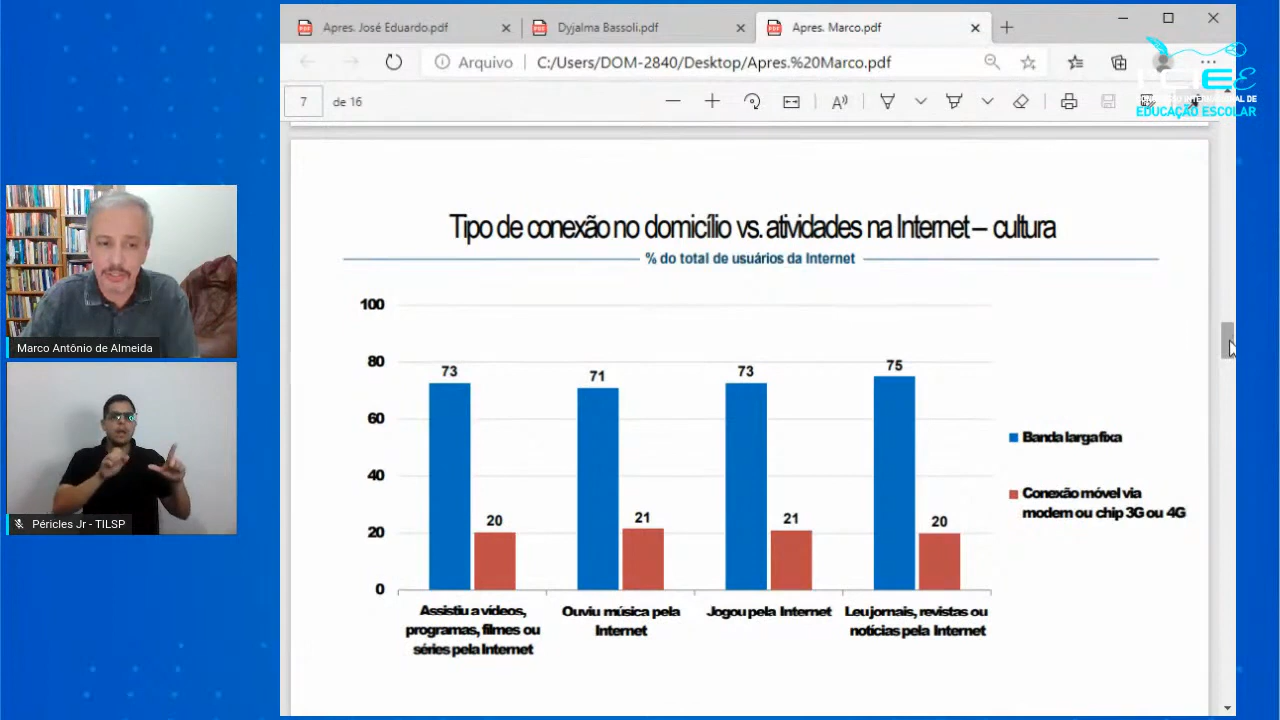 Apres. José Eduardo.pdf
Dyjalma Bassoli.pdf
Apres. Marco.pdf
Arquivo
C:/Users/DOM-2840/Desktop/Apres.%20Marco.pdf
7
de 16
EDUCAÇÃO ESCOLAR
Tipo de conexão no domicílio vs. atividades na Internet – cultura
% do total de usuários da Internet
100
80
60
40
20
0
73
20
71
21
73
21
75
20
Assistiu a vídeos,
programas, filmes ou
séries pela Internet
Ouviu música pela
Internet
Jogou pela Internet
Leu jornais, revistas ou
notícias pela Internet
Banda larga fixa
Conexão móvel via
modem ou chip 3G ou 4G
Marco Antônio de Almeida
Péricles Jr - TILSP